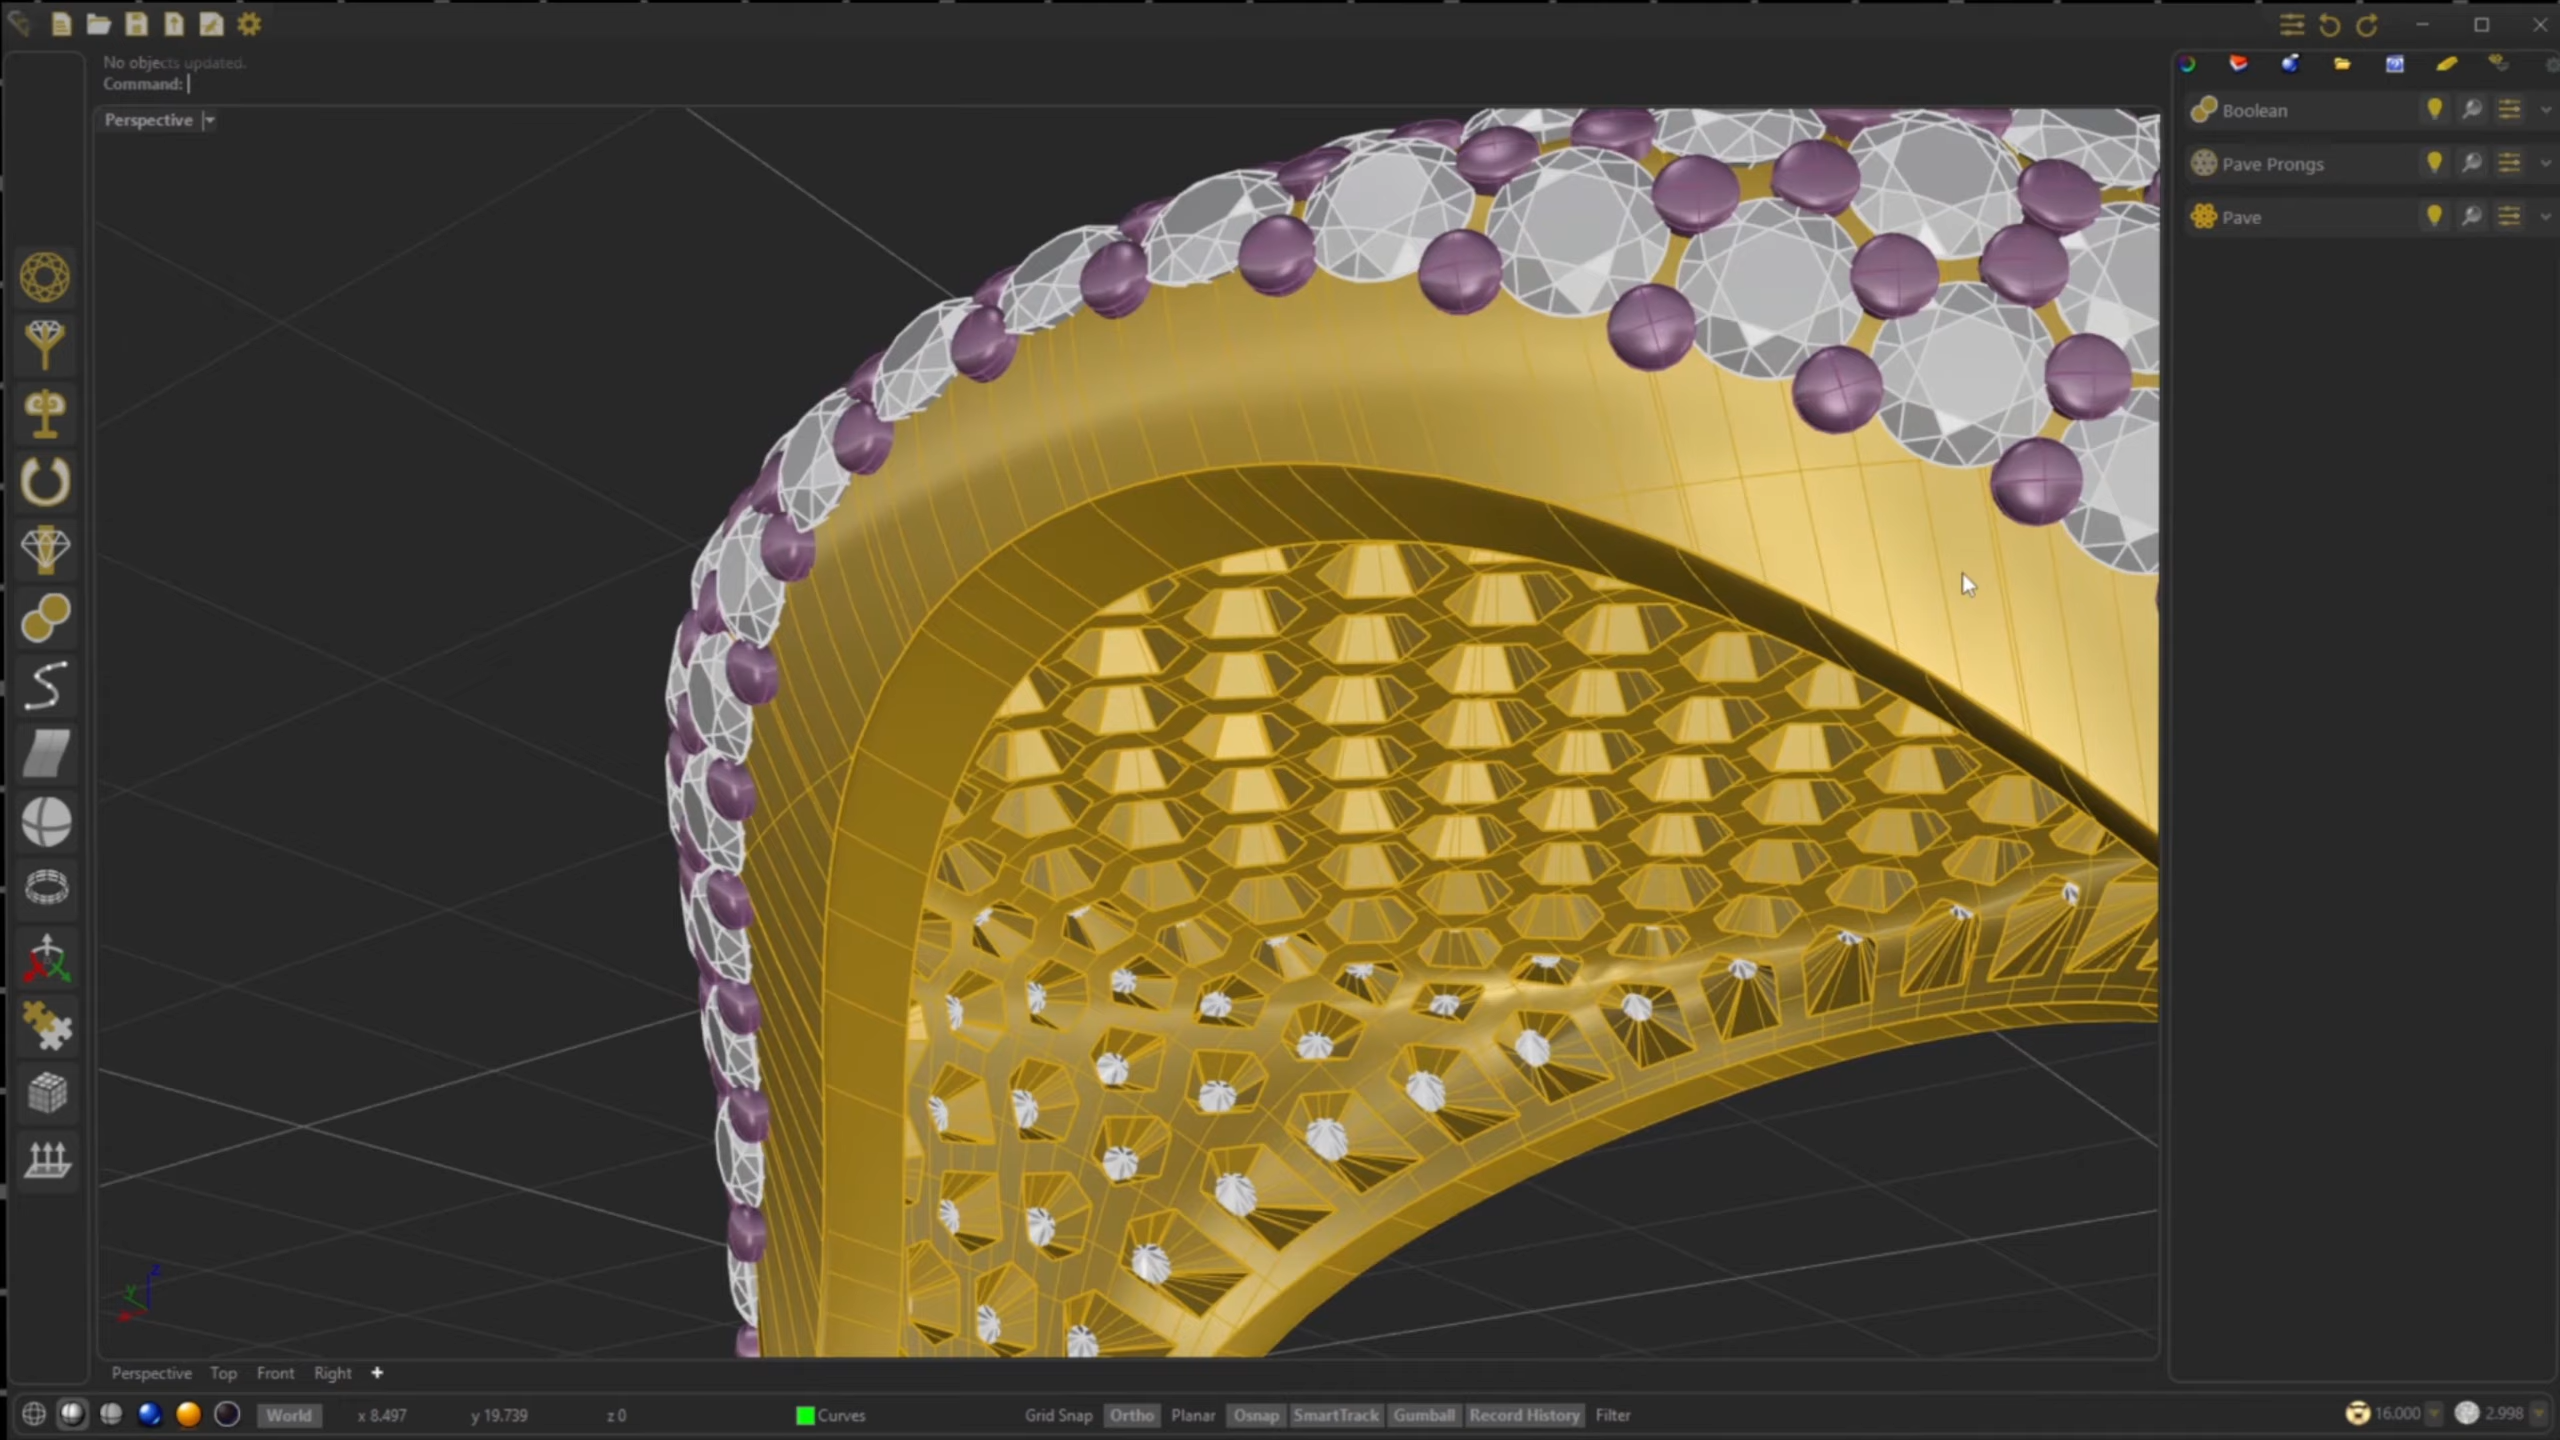 No objects updated.
Command:
Perspective
Boolean
Pave Prongs
Pave
Perspective Top Front Right
World x 8.497 y 19.739 z 0 Curves Grid Snap Ortho Planar Osnap SmartTrack Gumball Record History Filter 16.000 2.998
z
y